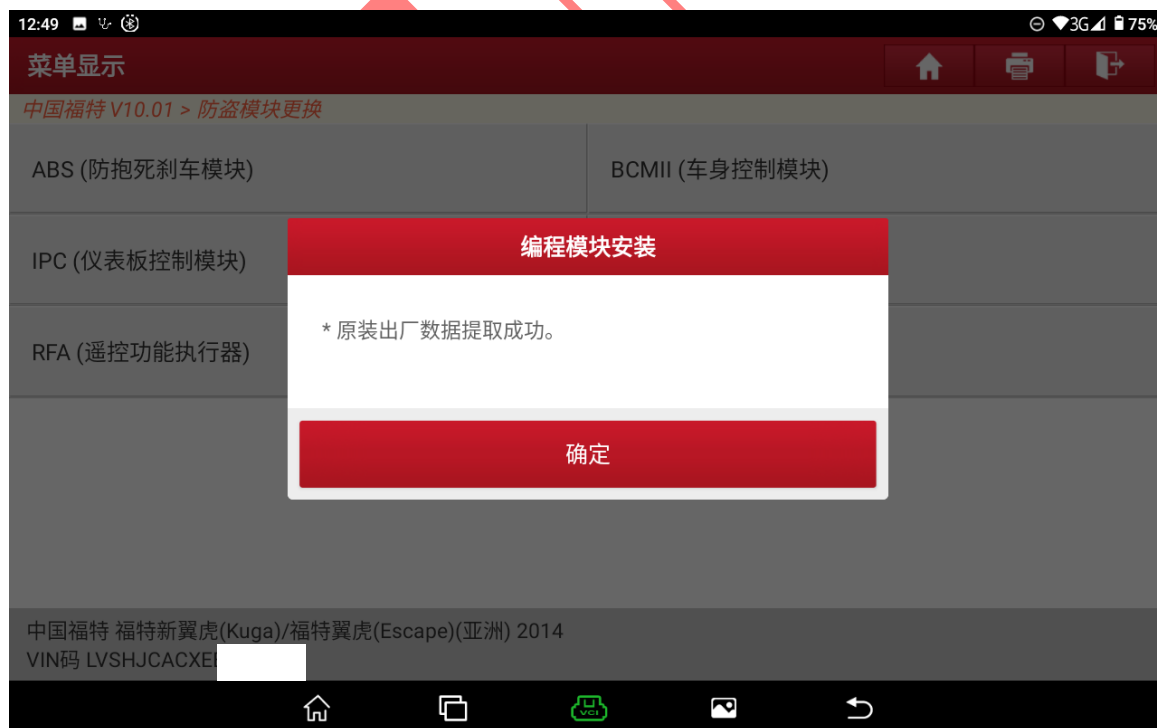 12:49
3G 75%
菜单显示
中国福特 V10.01 > 防盗模块更换
ABS (防抱死刹车模块)
BCMII (车身控制模块)
IPC (仪表板控制模块)
RFA (遥控功能执行器)
编程模块安装
* 原装出厂数据提取成功。
确定
中国福特 福特新翼虎(Kuga)/福特翼虎(Escape)(亚洲) 2014
VIN码 LVSHJCACXE
VCI